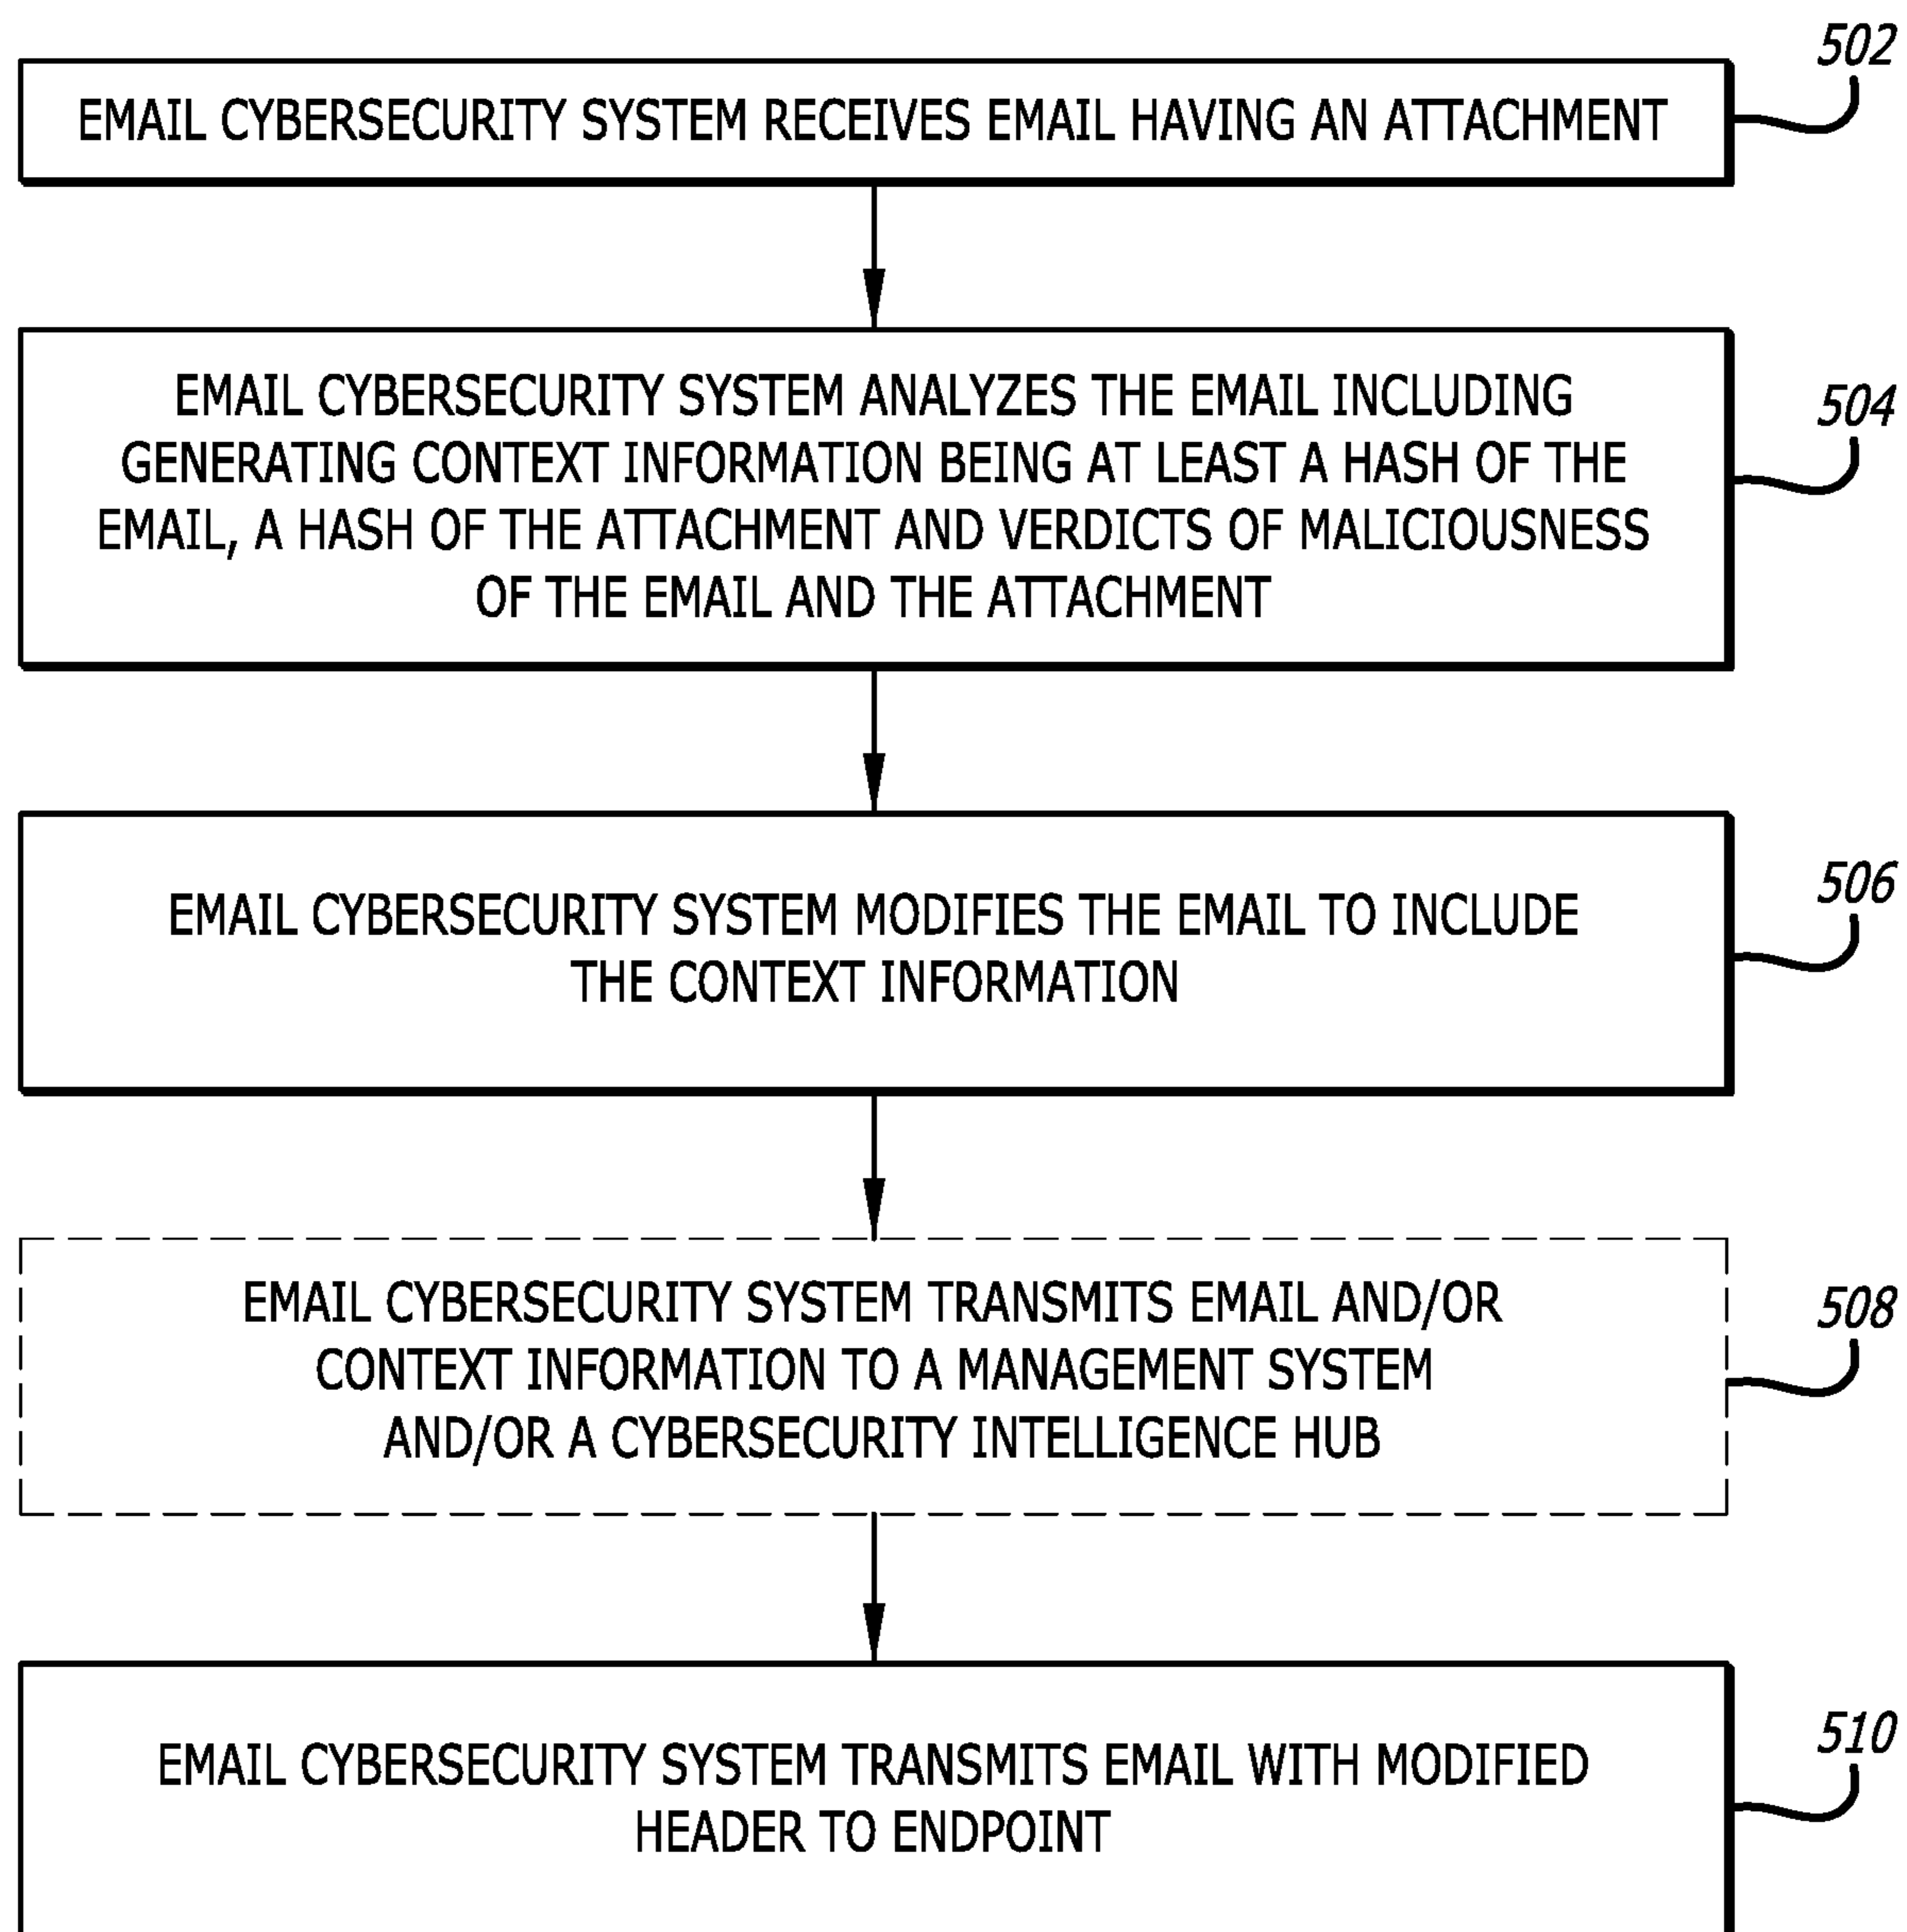 502
EMAIL CYBERSECURITY SYSTEM RECEIVES EMAIL HAVING AN ATTACHMENT
504
EMAIL CYBERSECURITY SYSTEM ANALYZES THE EMAIL INCLUDING
GENERATING CONTEXT INFORMATION BEING AT LEAST A HASH OF THE
EMAIL, A HASH OF THE ATTACHMENT AND VERDICTS OF MALICIOUSNESS
OF THE EMAIL AND THE ATTACHMENT
506
EMAIL CYBERSECURITY SYSTEM MODIFIES THE EMAIL TO INCLUDE
THE CONTEXT INFORMATION
508
EMAIL CYBERSECURITY SYSTEM TRANSMITS EMAIL AND/OR
CONTEXT INFORMATION TO A MANAGEMENT SYSTEM
AND/OR A CYBERSECURITY INTELLIGENCE HUB
510
EMAIL CYBERSECURITY SYSTEM TRANSMITS EMAIL WITH MODIFIED
HEADER TO ENDPOINT